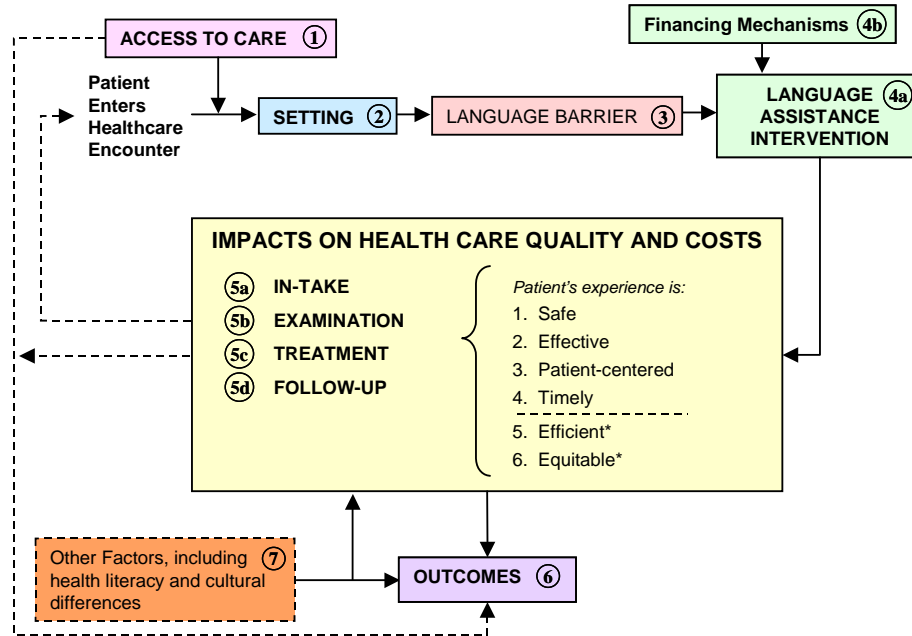 ACCESS TO CARE 1
Financing Mechanisms 4b
Patient
Enters
Healthcare
Encounter
SETTING 2
LANGUAGE BARRIER 3
LANGUAGE 4a
ASSISTANCE
INTERVENTION
IMPACTS ON HEALTH CARE QUALITY AND COSTS
5a IN-TAKE
5b EXAMINATION
5c TREATMENT
5d FOLLOW-UP
Patient's experience is:
1. Safe
2. Effective
3. Patient-centered
4. Timely
5. Efficient*
6. Equitable*
Other Factors, including 7
health literacy and cultural
differences
OUTCOMES 6